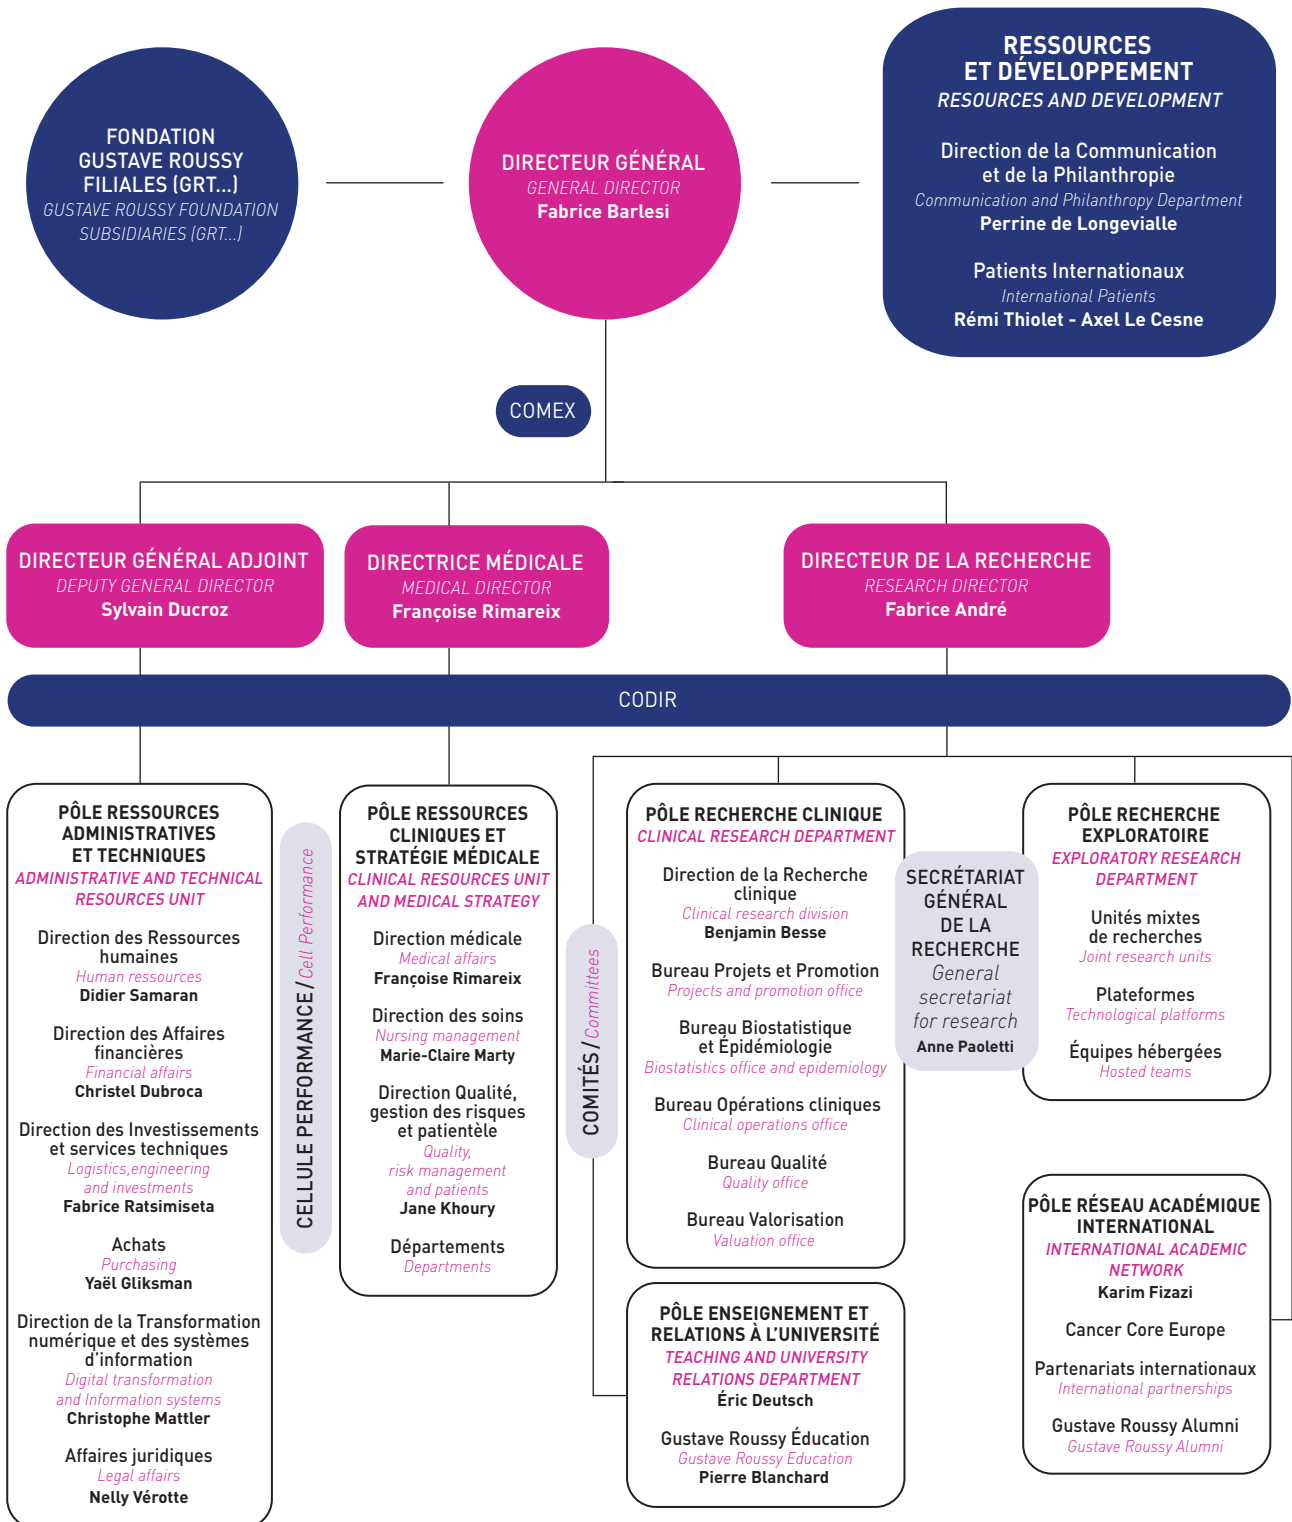 FONDATION
GUSTAVE ROUSSY
FILIALES (GRT...)
GUSTAVE ROUSSY FOUNDATION
SUBSIDIARIES (GRT...)
DIRECTEUR GÉNÉRAL
GENERAL DIRECTOR
Fabrice Barlesi
RESSOURCES
ET DÉVELOPPEMENT
RESOURCES AND DEVELOPMENT
Direction de la Communication
et de la Philanthropie
Communication and Philanthropy Department
Perrine de Longevialle
Patients Internationaux
International Patients
Rémi Thiolet - Axel Le Cesne
COMEX
DIRECTEUR GÉNÉRAL ADJOINT
DEPUTY GENERAL DIRECTOR
Sylvain Ducroz
DIRECTRICE MÉDICALE
MEDICAL DIRECTOR
Françoise Rimareix
DIRECTEUR DE LA RECHERCHE
RESEARCH DIRECTOR
Fabrice André
CODIR
PÔLE RESSOURCES
ADMINISTRATIVES
ET TECHNIQUES
ADMINISTRATIVE AND TECHNICAL
RESOURCES UNIT
Direction des Ressources
humaines
Human ressources
Didier Samaran
Direction des Affaires
financières
Financial affairs
Christel Dubroca
Direction des Investissements
et services techniques
Logistics,engineering
and investments
Fabrice Ratsimiseta
Achats
Purchasing
Yaël Gliksman
Direction de la Transformation
numérique et des systèmes
d'information
Digital transformation
and Information systems
Christophe Mattler
Affaires juridiques
Legal affairs
Nelly Vérotte
CELLULE PERFORMANCE / Cell Performance
PÔLE RESSOURCES
CLINIQUES ET
STRATÉGIE MÉDICALE
CLINICAL RESOURCES UNIT
AND MEDICAL STRATEGY
Direction médicale
Medical affairs
Françoise Rimareix
Direction des soins
Nursing management
Marie-Claire Marty
Direction Qualité,
gestion des risques
et patientèle
Quality,
risk management
and patients
Jane Khoury
Départements
Departments
COMITÉS / Committees
PÔLE RECHERCHE CLINIQUE
CLINICAL RESEARCH DEPARTMENT
Direction de la Recherche
clinique
Clinical research division
Benjamin Besse
Bureau Projets et Promotion
Projects and promotion office
Bureau Biostatistique
et Épidémiologie
Biostatistics office and epidemiology
Bureau Opérations cliniques
Clinical operations office
Bureau Qualité
Quality office
Bureau Valorisation
Valuation office
PÔLE ENSEIGNEMENT ET
RELATIONS À L'UNIVERSITÉ
TEACHING AND UNIVERSITY
RELATIONS DEPARTMENT
Éric Deutsch
Gustave Roussy Éducation
Gustave Roussy Education
Pierre Blanchard
SECRÉTARIAT
GÉNÉRAL
DE LA
RECHERCHE
General
secretariat
for research
Anne Paoletti
PÔLE RECHERCHE
EXPLORATOIRE
EXPLORATORY RESEARCH
DEPARTMENT
Unités mixtes
de recherches
Joint research units
Plateformes
Technological platforms
Équipes hébergées
Hosted teams
PÔLE RÉSEAU ACADÉMIQUE
INTERNATIONAL
INTERNATIONAL ACADEMIC
NETWORK
Karim Fizazi
Cancer Core Europe
Partenariats internationaux
International partnerships
Gustave Roussy Alumni
Gustave Roussy Alumni